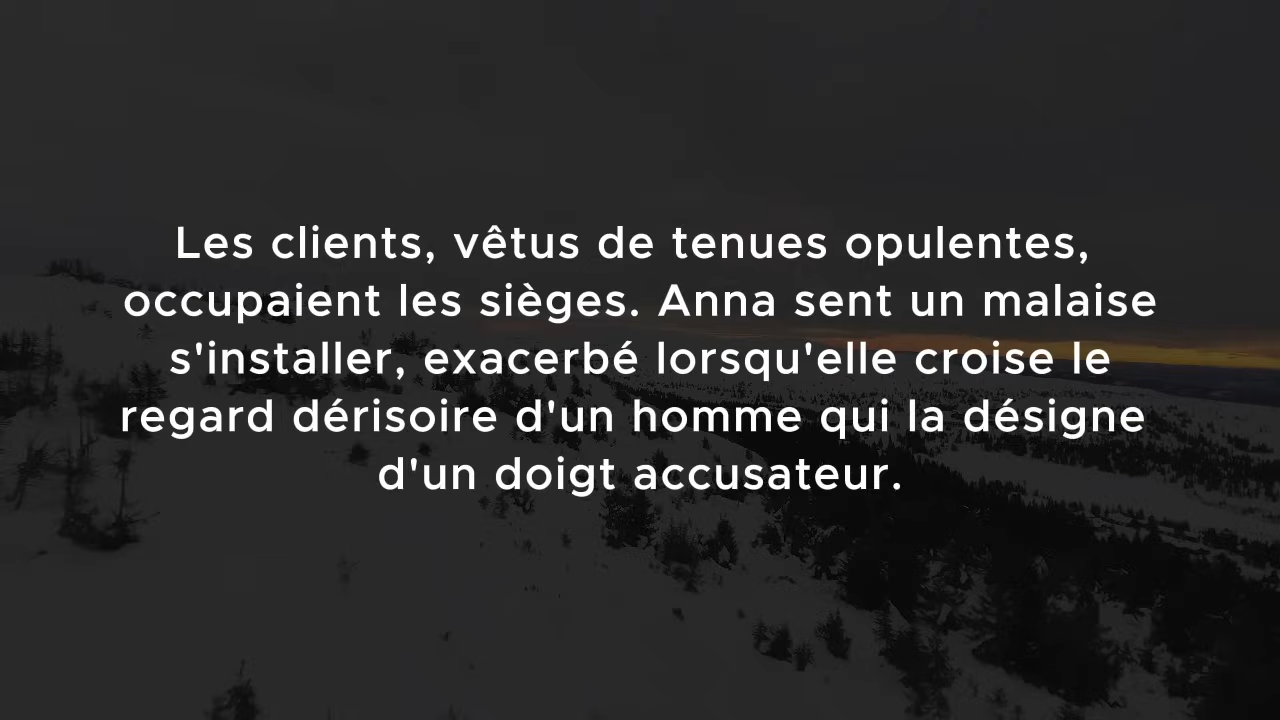 Les clients, vêtus de tenues opulentes,
occupaient les sièges. Anna sent un malaise
s'installer, exacerbé lorsqu'elle croise le
regard dérisoire d'un homme qui la désigne
d'un doigt accusateur.